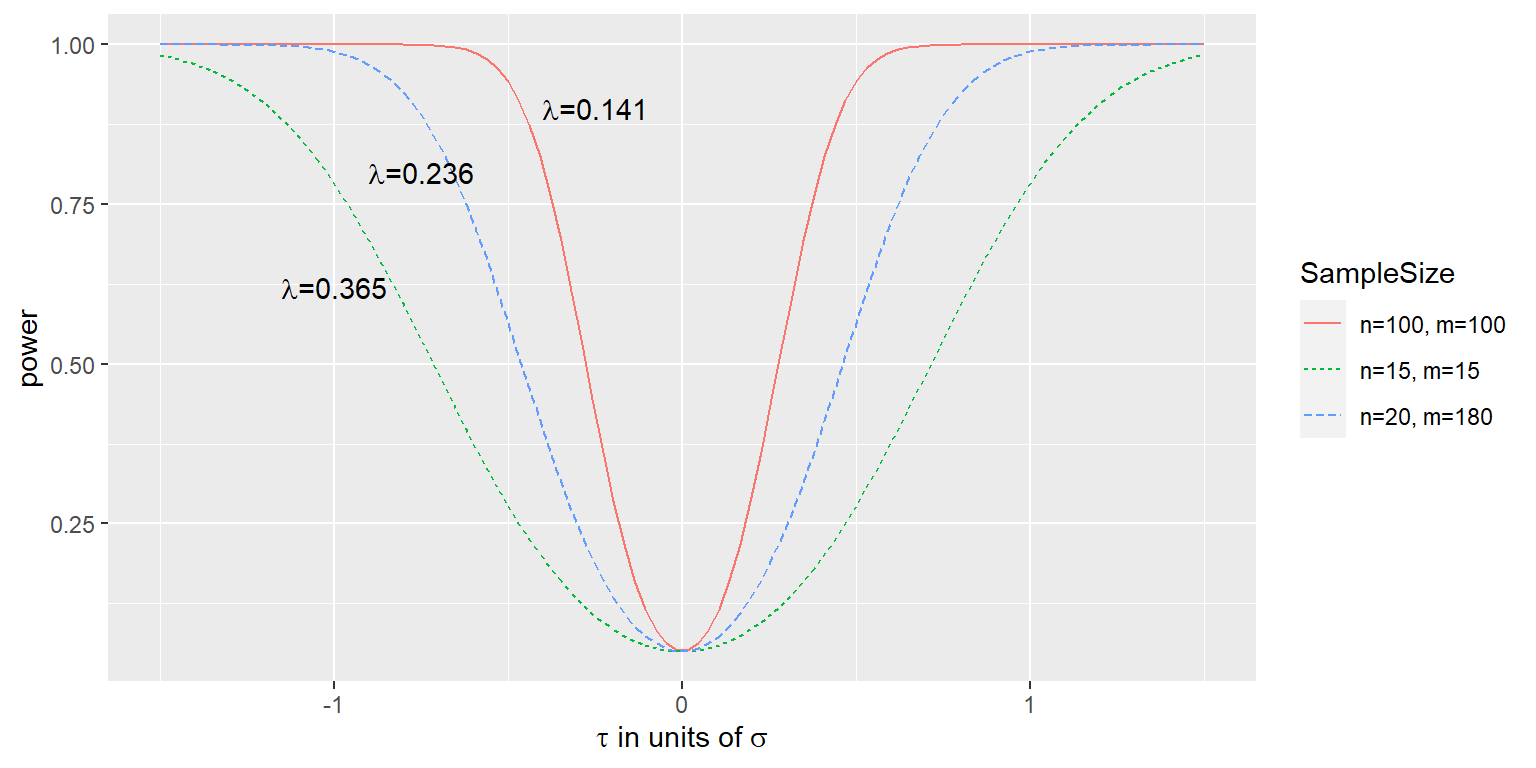 1.00
0.75
0.50
0.25
power
λ=0.141
λ=0.236
λ=0.365
-1
0
1
τ in units of σ
SampleSize
n=100, m=100
n=15, m=15
n=20, m=180